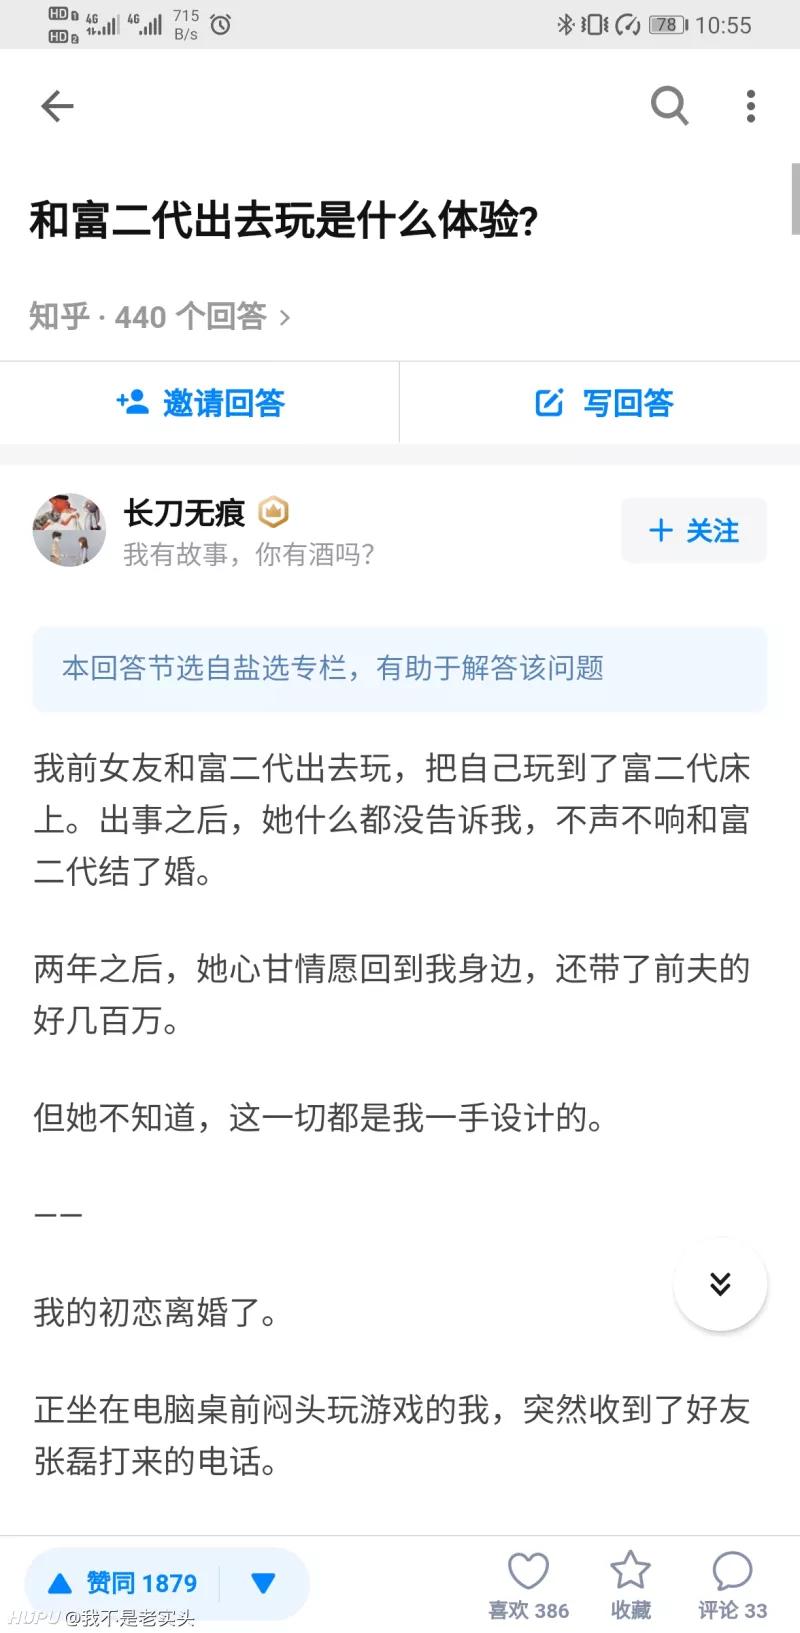 HD 1 4G 4G 715
HD 2 B/s
78 10:55
和富二代出去玩是什么体验?
知乎 · 440 个回答 >
邀请回答
写回答
长刀无痕
我有故事，你有酒吗？
+ 关注
本回答节选自盐选专栏，有助于解答该问题
我前女友和富二代出去玩，把自己玩到了富二代床
上。出事之后，她什么都没告诉我，不声不响和富
二代结了婚。
两年之后，她心甘情愿回到我身边，还带了前夫的
好几百万。
但她不知道，这一切都是我一手设计的。
——
我的初恋离婚了。
正坐在电脑桌前闷头玩游戏的我，突然收到了好友
张磊打来的电话。
赞同 1879
喜欢 386
收藏
评论 33
HUPU @我不是老实头